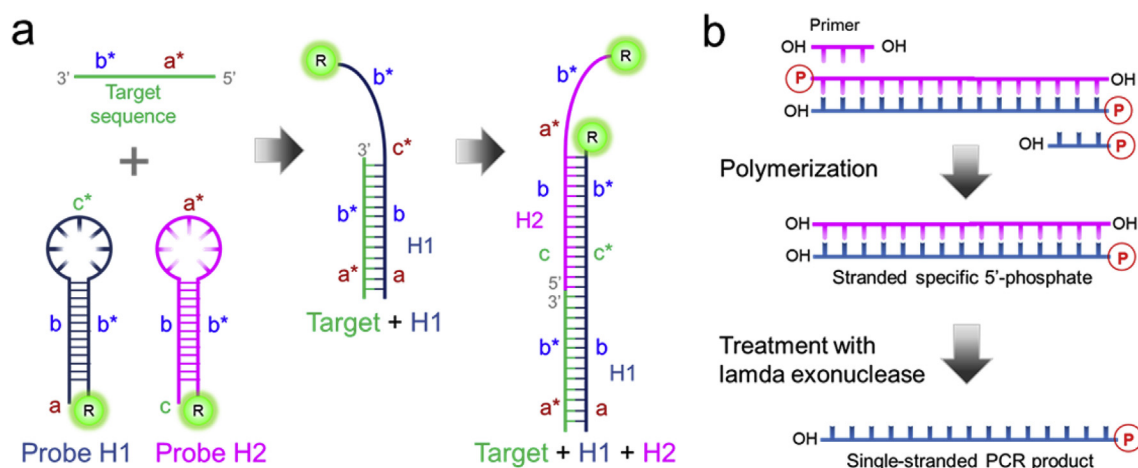 a
b* a*
3' 5'
Target
sequence
+
c*
a*
b b*
b b*
a R
c R
Probe H1 Probe H2
R
b*
3' c*
b* b
H1
a* a
Target + H1
R
b*
a* R
b b*
H2
c c*
5'
3'
b* b
H1
a* a
Target + H1 + H2
b
Primer
OH OH
P OH
OH P
OH P
Polymerization
OH OH
OH P
Stranded specific 5'-phosphate
Treatment with
lamda exonuclease
OH P
Single-stranded PCR product